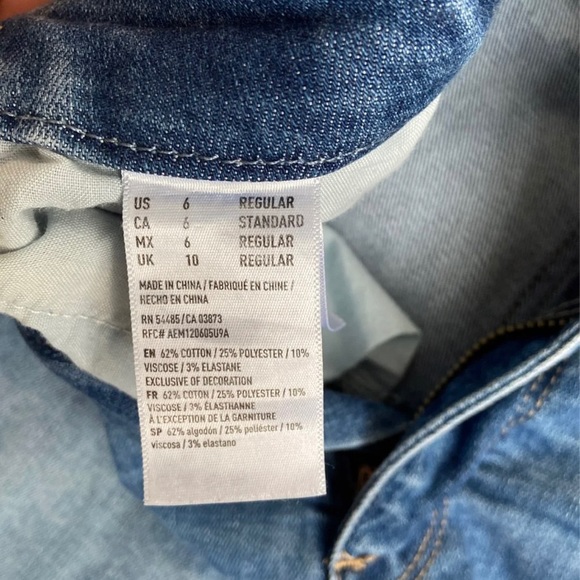 US 6 REGULAR
CA 6 STANDARD
MX 6 REGULAR
UK 10 REGULAR
MADE IN CHINA / FABRIQUÉ EN CHINE /
HECHO EN CHINA
RN 54485/CA 03873
RFC# AEM120605U9A
EN 62% COTTON / 25% POLYESTER / 10%
VISCOSE / 3% ELASTANE
EXCLUSIVE OF DECORATION
FR 62% COTON / 25% POLYESTER / 10%
VISCOSE / 3% ÉLASTHANNE
À L'EXCEPTION DE LA GARNITURE
SP 62% algodón / 25% poliéster / 10%
viscosa / 3% elastano